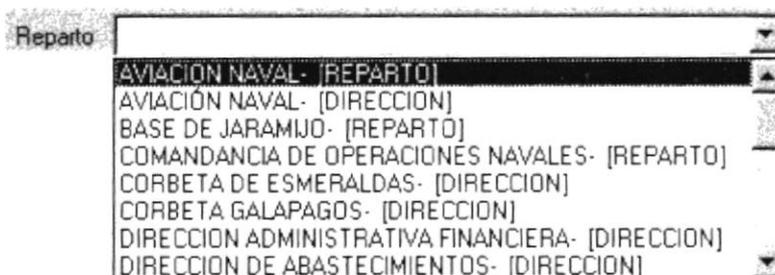 Reparto
AVIACION NAVAL- [REPARTO]
AVIACIÓN NAVAL- [DIRECCION]
BASE DE JARAMIJO- [REPARTO]
COMANDANCIA DE OPERACIONES NAVALES- [REPARTO]
CORBETA DE ESMERALDAS- [DIRECCION]
CORBETA GALAPAGOS- [DIRECCION]
DIRECCION ADMINISTRATIVA FINANCIERA- [DIRECCION]
DIRECCION DE ABASTECIMIENTOS- [DIRECCION]